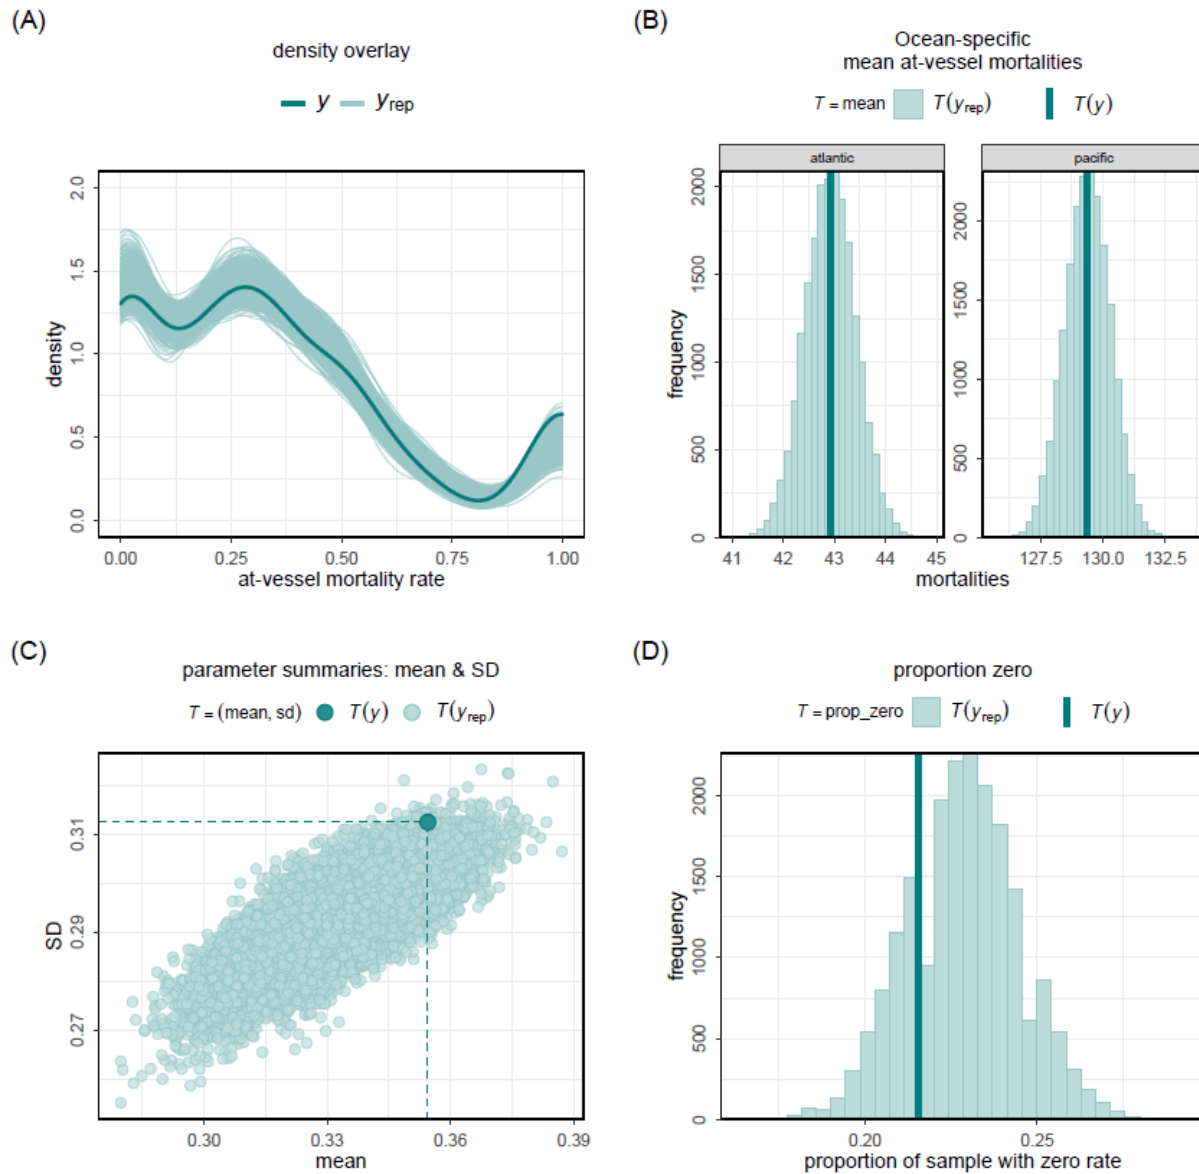 (A)
density overlay
y yrep
2.0
1.5
1.0
0.5
0.0
density
0.00 0.25 0.50 0.75 1.00
at-vessel mortality rate
(B)
Ocean-specific
mean at-vessel mortalities
T = mean T(yrep) T(y)
atlantic
pacific
2000
1500
1000
500
0
frequency
2000
1500
1000
500
0
41 42 43 44 45
127.5 130.0 132.5
mortalities
(C)
parameter summaries: mean & SD
T = (mean, sd) T(y) T(yrep)
0.31
0.29
0.27
SD
0.30 0.33 0.36 0.39
mean
(D)
proportion zero
T = prop_zero T(yrep) T(y)
2000
1500
1000
500
0
frequency
0.20 0.25
proportion of sample with zero rate